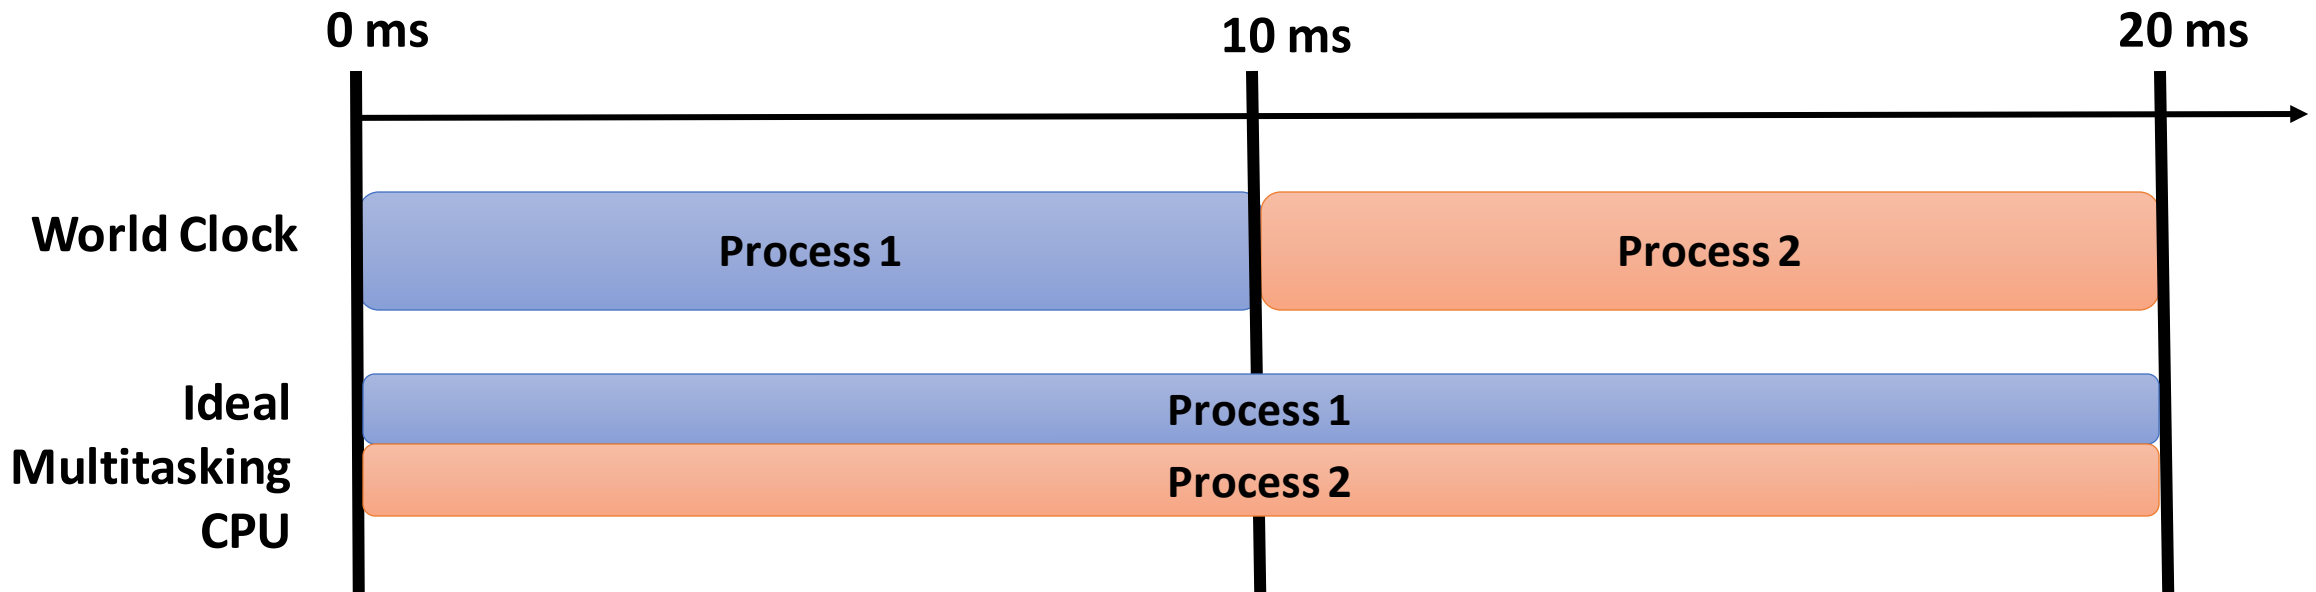 0 ms
10 ms
20 ms
World Clock
Process 1
Process 2
Ideal
Multitasking
CPU
Process 1
Process 2